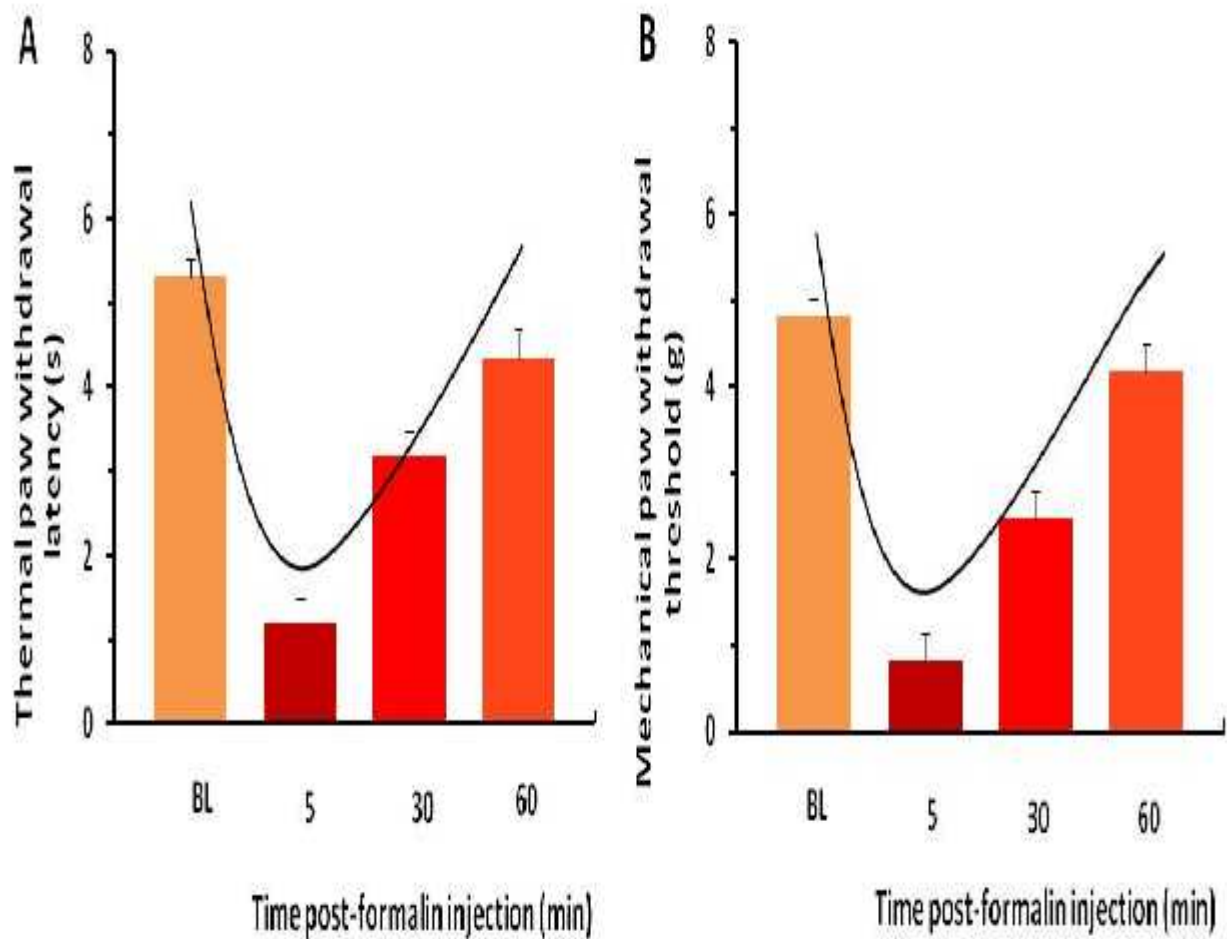 A
Thermal paw withdrawal
latency (s)
8
6
4
2
0
BL
5
30
60
Time post-formalin injection (min)
B
Mechanical paw withdrawal
threshold (g)
8
6
4
2
0
BL
5
30
60
Time post-formalin injection (min)